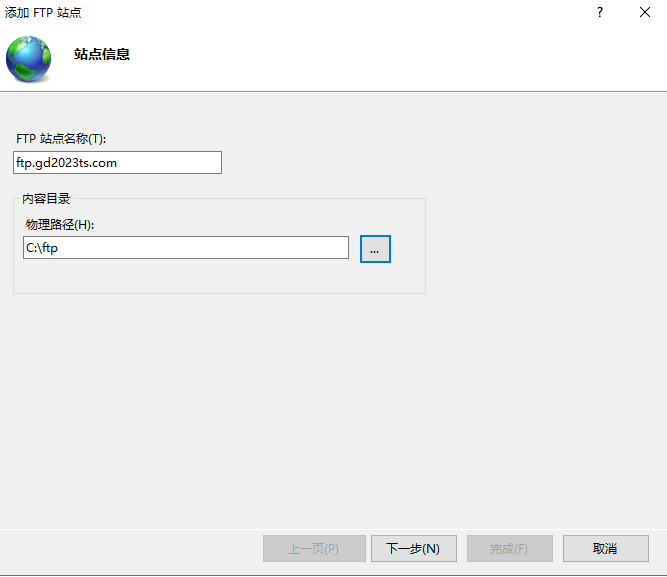 添加 FTP 站点
?
站点信息
FTP 站点名称(T):
ftp.gd2023ts.com
内容目录
物理路径(H):
C:\ftp
...
上一页(P) 下一步(N) 完成(F) 取消